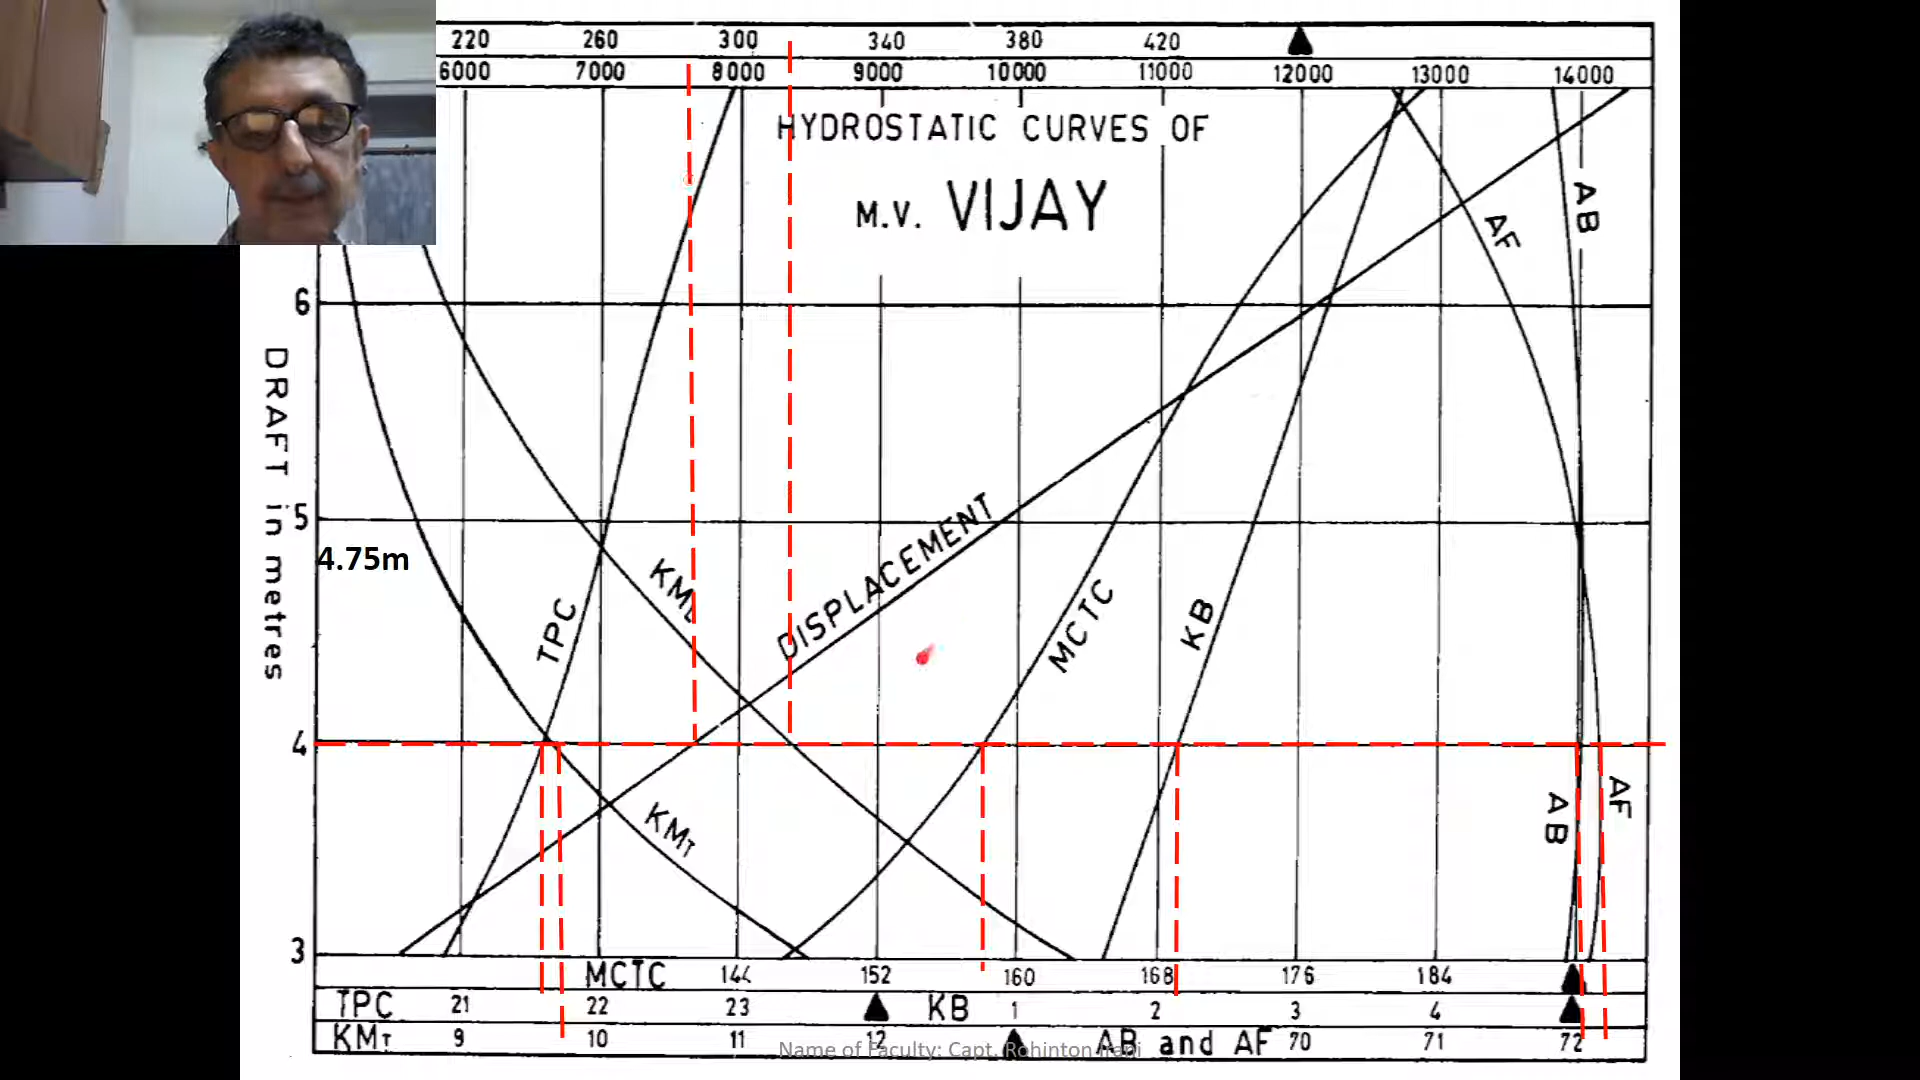 220 260 300 340 380 420
6000 7000 8000 9000 10000 11000 12000 13000 14000
HYDROSTATIC CURVES OF
M.V. VIJAY
AB
AF
6
DRAFT in metres
5
4.75m
KML
DISPLACEMENT
TPC
MCTC
KB
4
KMT
AB
AF
3
MCTC 144 152 160 168 176 184
TPC 21 22 23 KB 1 2 3 4
KMT 9 10 11 12 AB and AF 70 71 72
Name of Faculty: Capt. Rohinton Irani